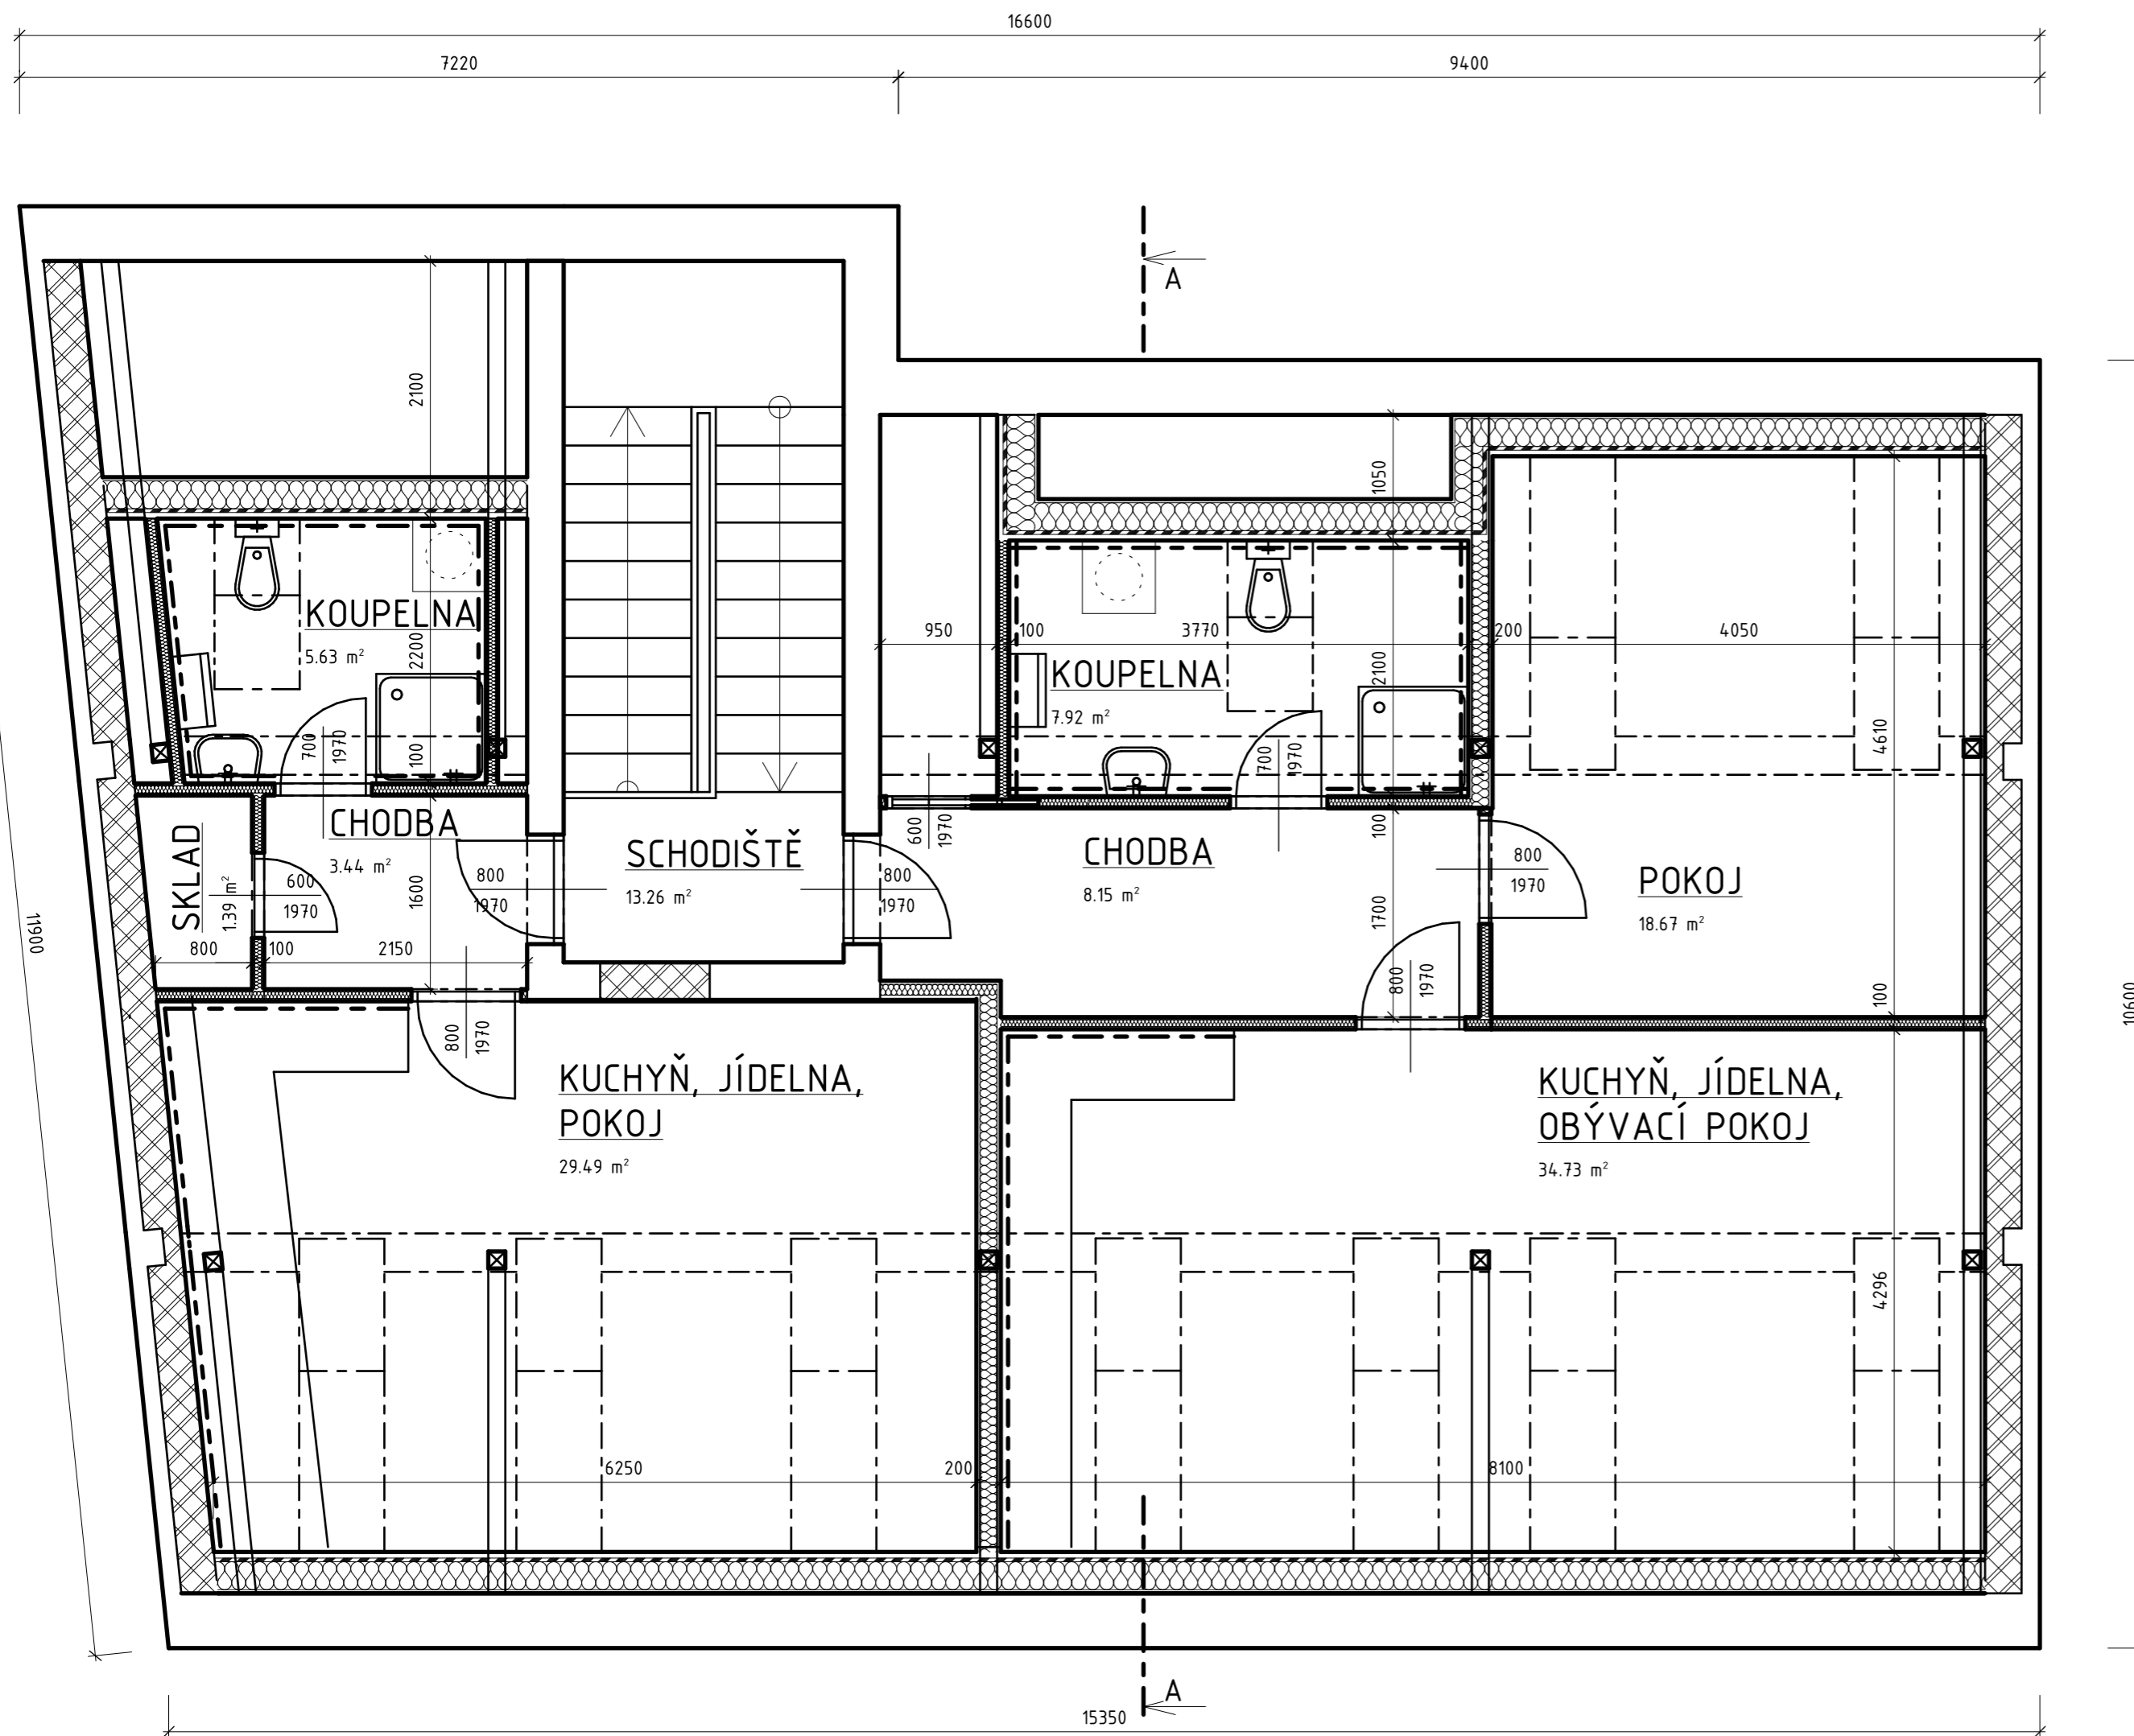 16600
7220
9400
A
2100
1050
KOUPELNA
5.63 m²
2200
950
100
3770
200
4050
KOUPELNA
7.92 m²
2100
4610
700
1970
100
700
1970
SKLAD
1.39 m²
CHODBA
3.44 m²
1600
600
1970
800
1970
SCHODIŠTĚ
13.26 m²
800
1970
600
1970
CHODBA
8.15 m²
100
1700
800
1970
POKOJ
18.67 m²
11900
800
100
2150
800
1970
800
1970
100
10600
KUCHYŇ, JÍDELNA,
POKOJ
29.49 m²
KUCHYŇ, JÍDELNA,
OBÝVACÍ POKOJ
34.73 m²
4296
6250
200
8100
A
15350